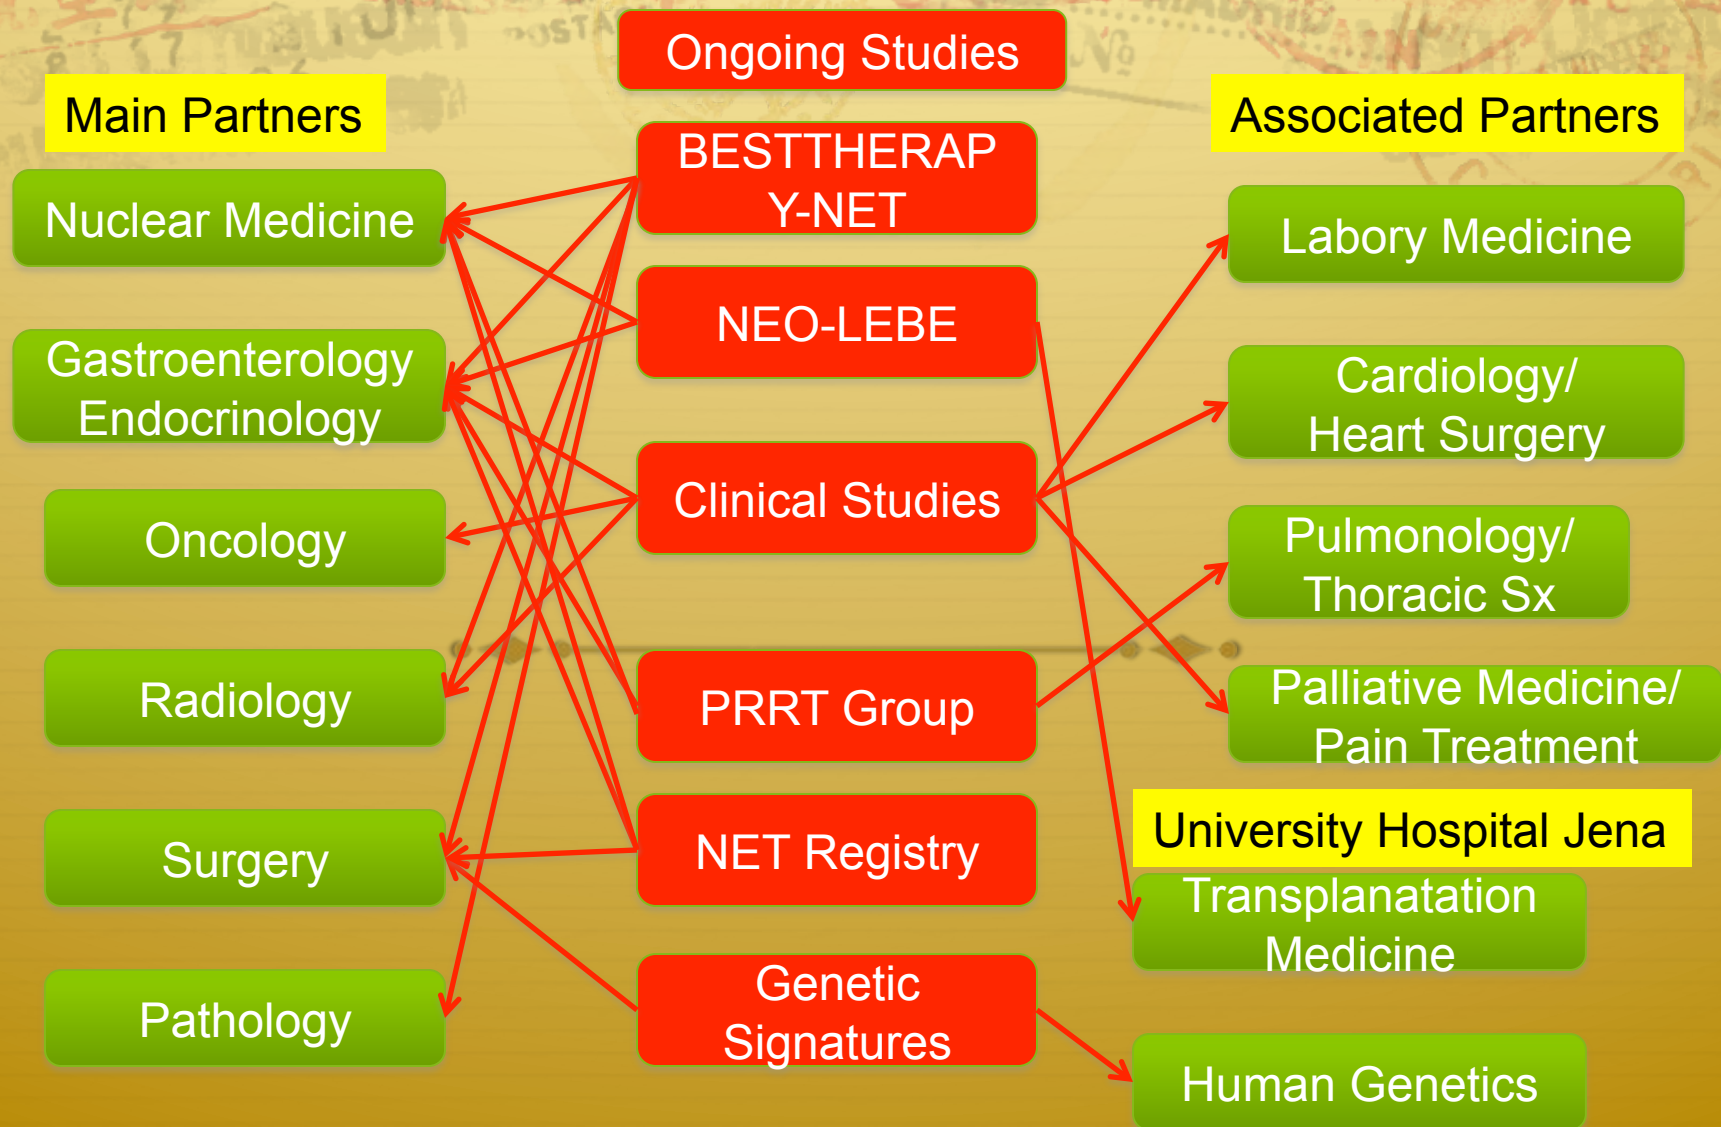 Ongoing Studies
Main Partners
Nuclear Medicine
Gastroenterology
Endocrinology
Oncology
Radiology
Surgery
Pathology
BESTTHERAP
Y-NET
NEO-LEBE
Clinical Studies
PRRT Group
NET Registry
Genetic
Signatures
Associated Partners
Labory Medicine
Cardiology/
Heart Surgery
Pulmonology/
Thoracic Sx
Palliative Medicine/
Pain Treatment
University Hospital Jena
Transplanatation
Medicine
Human Genetics